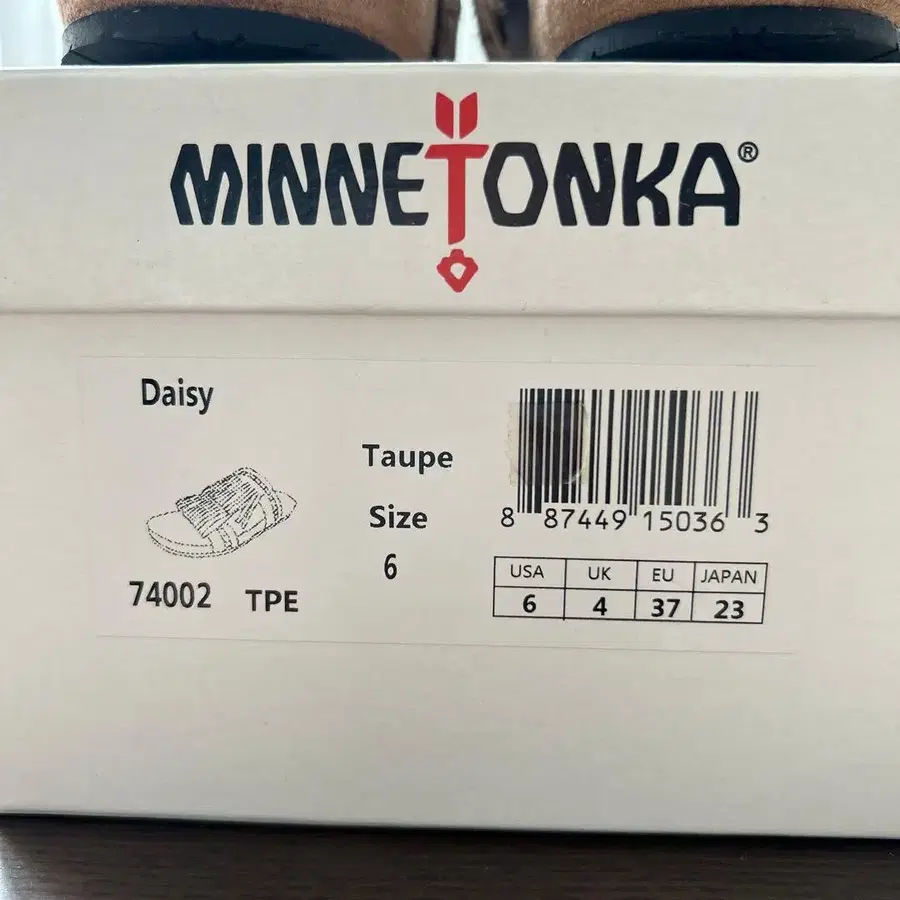 MINNETONKA®
Daisy
Taupe
Size
6
74002 TPE
8 87449 15036 3
USA UK EU JAPAN
6 4 37 23